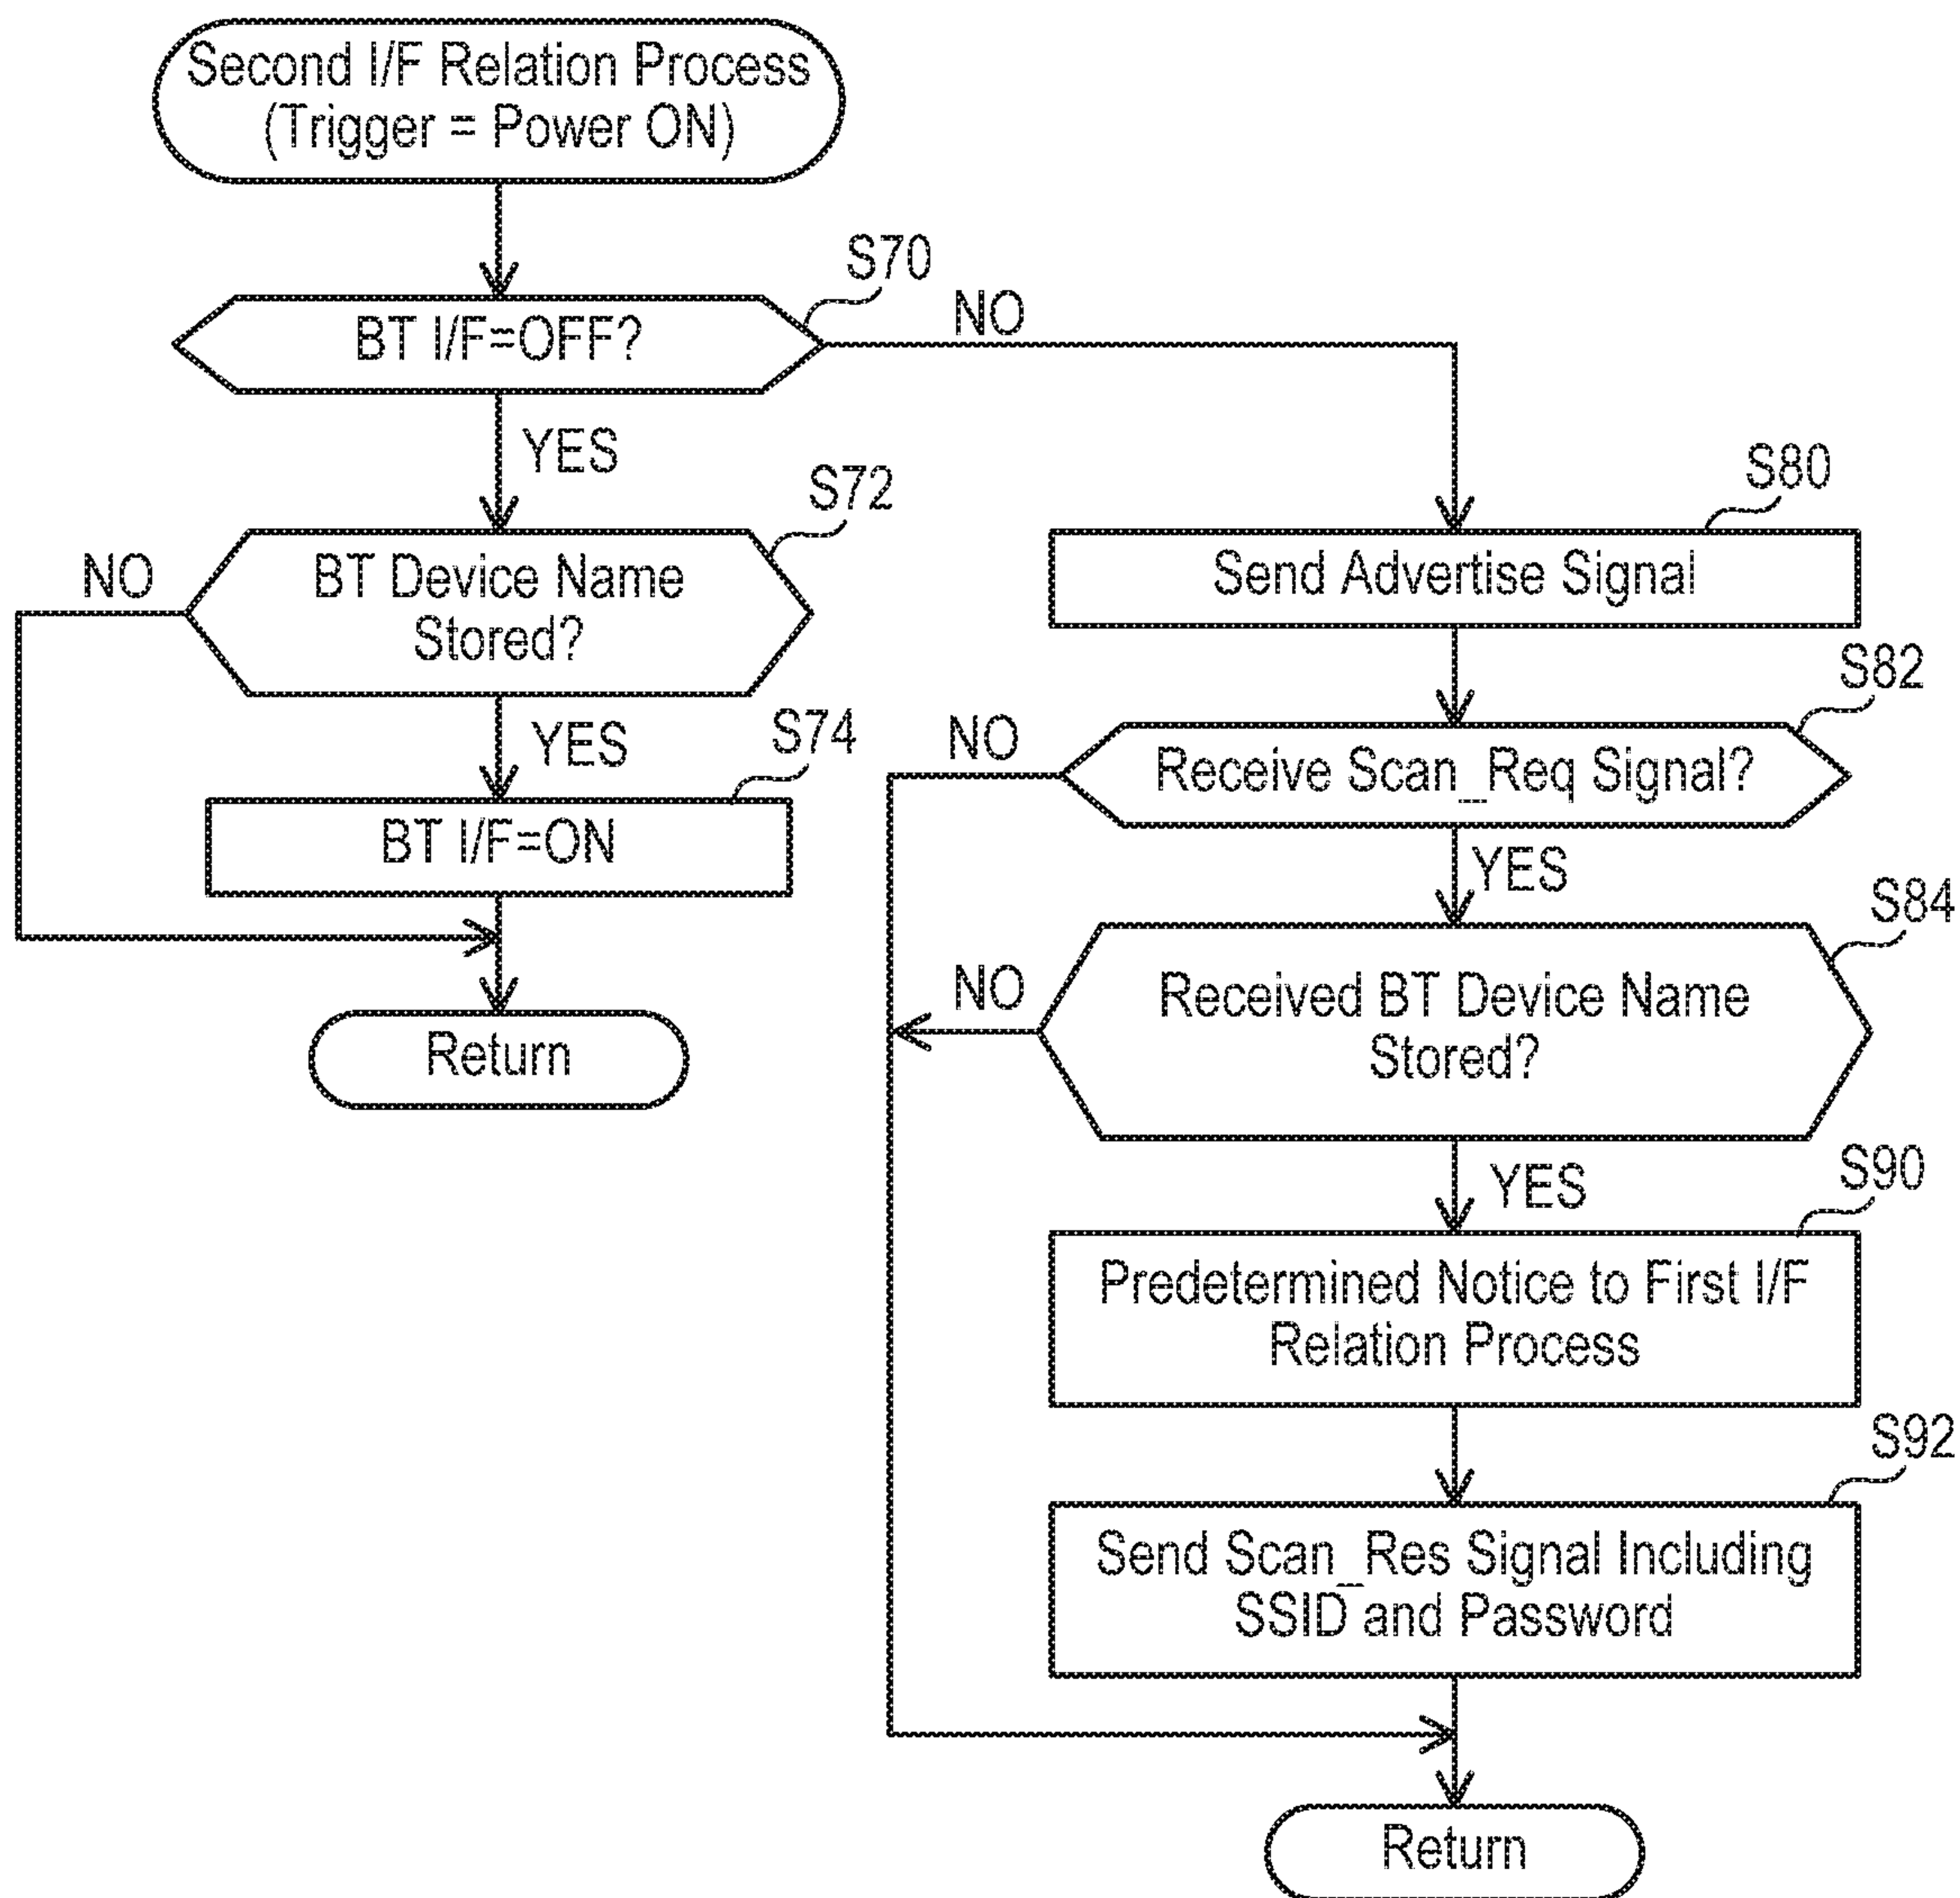 Second I/F Relation Process
(Trigger = Power ON)
S70
BT I/F=OFF?
NO
YES
S72
BT Device Name
Stored?
NO
YES
S74
BT I/F=ON
Return
S80
Send Advertise Signal
S82
Receive Scan_Req Signal?
NO
YES
S84
Received BT Device Name
Stored?
NO
YES
S90
Predetermined Notice to First I/F
Relation Process
S92
Send Scan_Res Signal Including
SSID and Password
Return